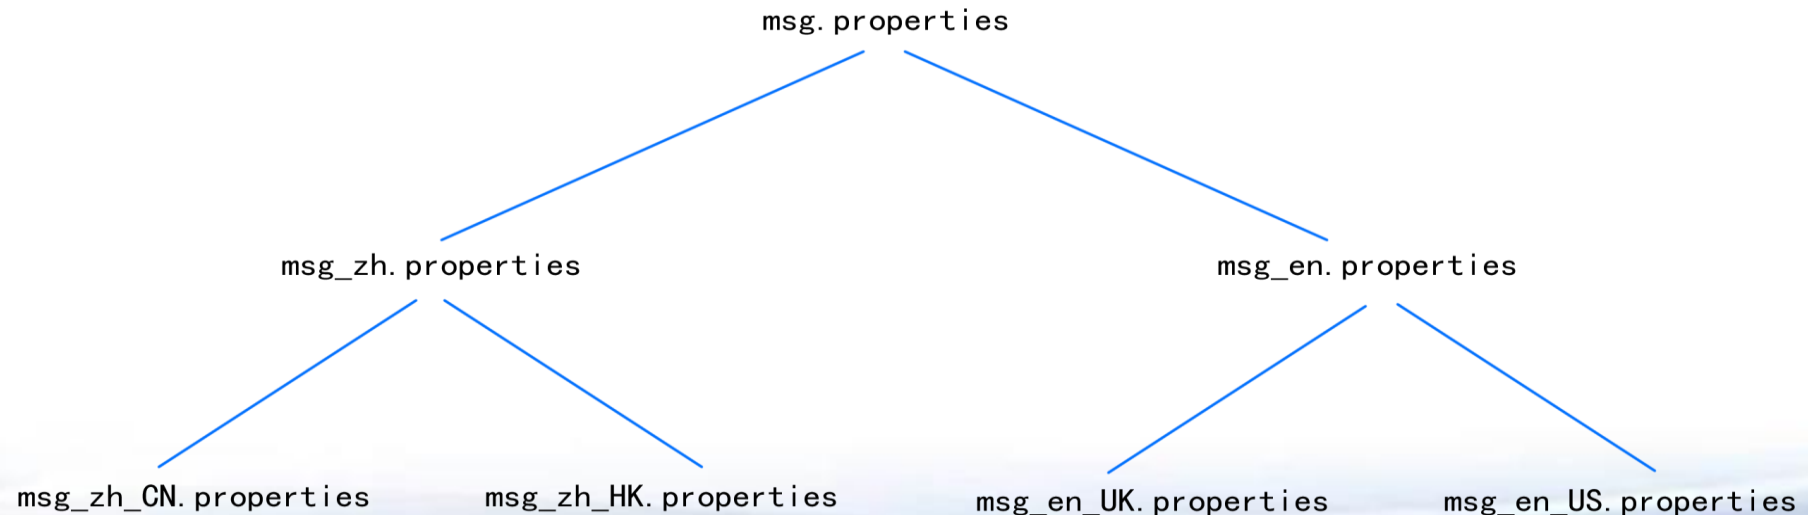 msg.properties
msg_zh.properties
msg_en.properties
msg_zh_CN.properties
msg_zh_HK.properties
msg_en_UK.properties
msg_en_US.properties